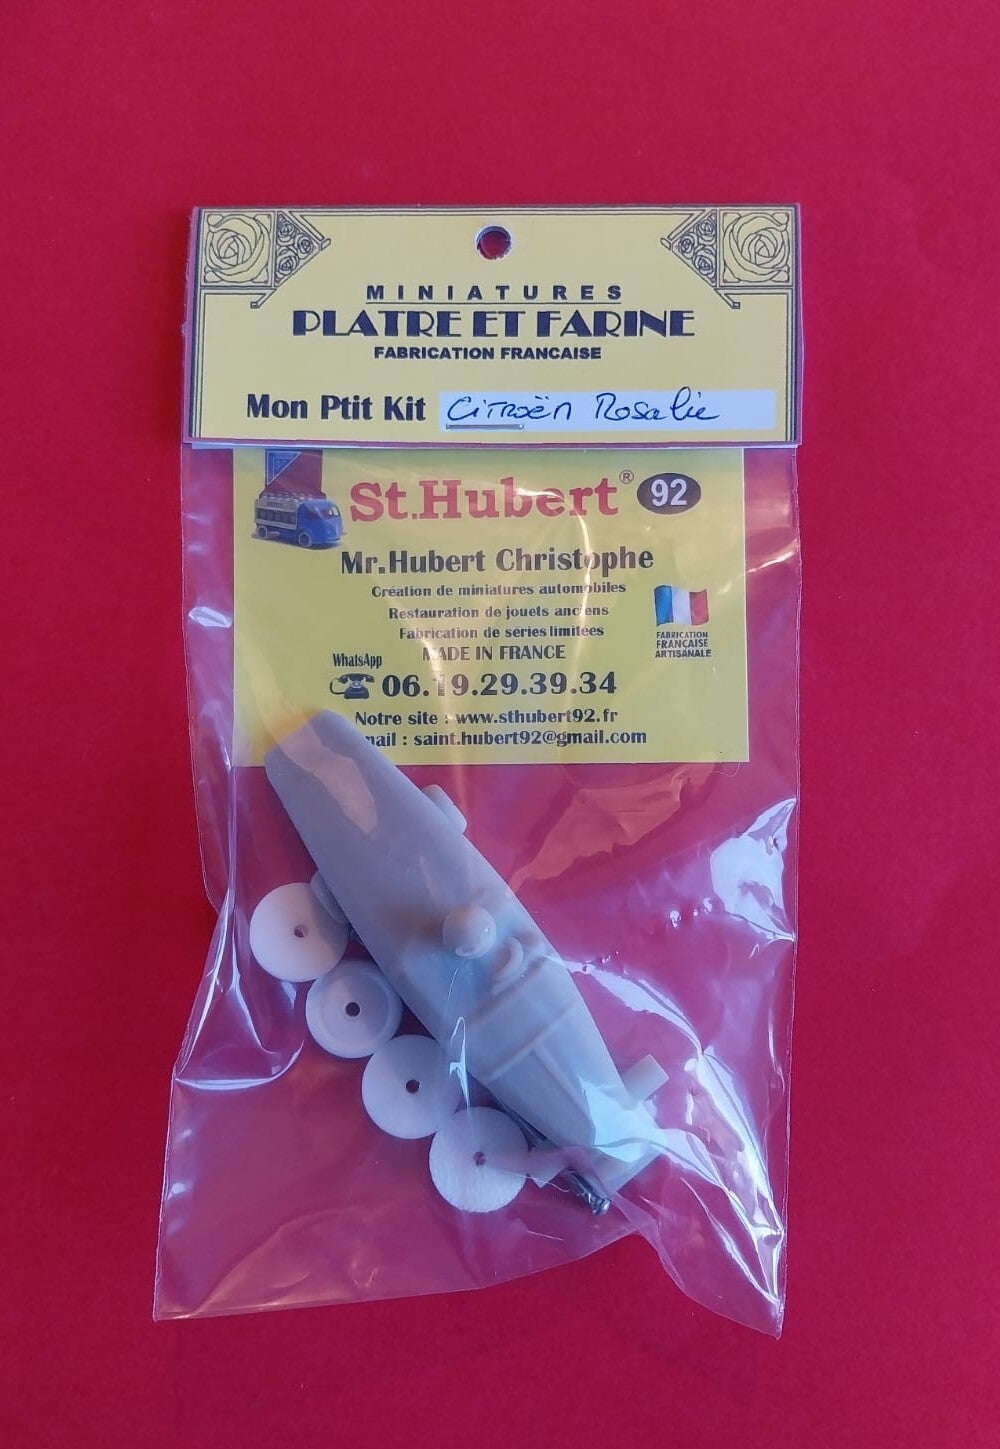 MINIATURES
PLATRE ET FARINE
FABRICATION FRANCAISE
Mon Ptit Kit Citroën Rosalie
St.Hubert® 92
Mr.Hubert Christophe
Création de miniatures automobiles
Restauration de jouets anciens
Fabrication de séries limitées
MADE IN FRANCE
FABRICATION
FRANÇAISE
ARTISANALE
WhatsApp
06.19.29.39.34
Notre site : www.sthubert92.fr
mail : saint.hubert92@gmail.com